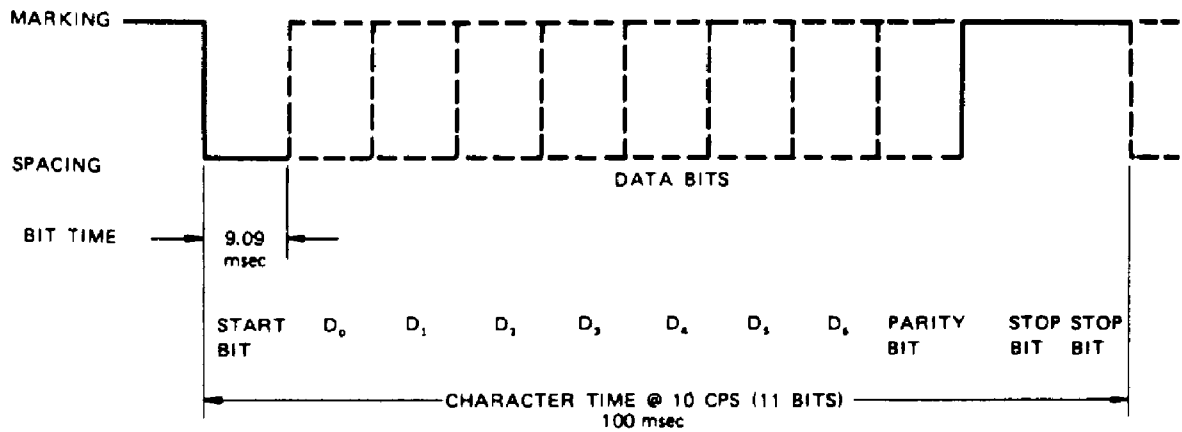 MARKING
SPACING
DATA BITS
BIT TIME
9.09
msec
START
BIT
D₀
D₁
D₂
D₃
D₄
D₅
D₆
PARITY
BIT
STOP
BIT
STOP
BIT
CHARACTER TIME @ 10 CPS (11 BITS)
100 msec